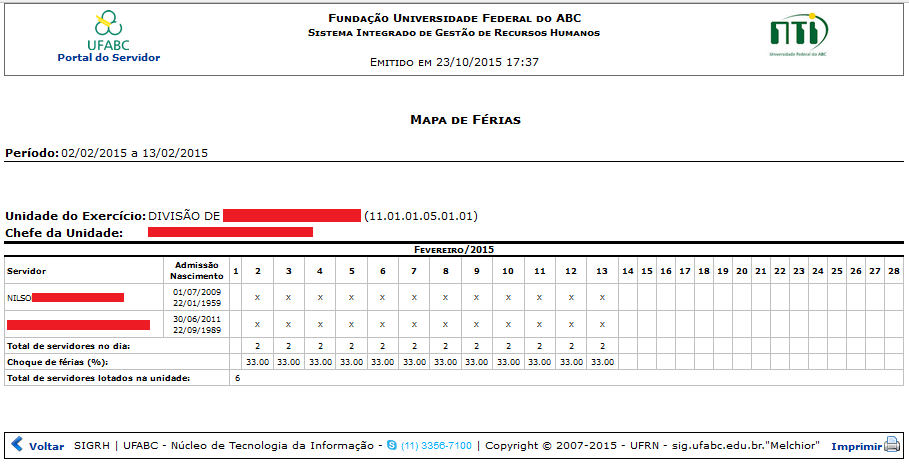 UFABC
Portal do Servidor
FUNDAÇÃO UNIVERSIDADE FEDERAL DO ABC
SISTEMA INTEGRADO DE GESTÃO DE RECURSOS HUMANOS
EMITIDO EM 23/10/2015 17:37
NTI
Universidade Federal do ABC
MAPA DE FÉRIAS
Período: 02/02/2015 a 13/02/2015
Unidade do Exercício: DIVISÃO DE (11.01.01.05.01.01)
Chefe da Unidade:
FEVEREIRO/2015
Servidor Admissão Nascimento 1 2 3 4 5 6 7 8 9 10 11 12 13 14 15 16 17 18 19 20 21 22 23 24 25 26 27 28
NILSO 01/07/2009 22/01/1959 x x x x x x x x x x x x
30/06/2011 22/09/1989 x x x x x x x x x x x x
Total de servidores no dia: 2 2 2 2 2 2 2 2 2 2 2 2
Choque de férias (%): 33.00 33.00 33.00 33.00 33.00 33.00 33.00 33.00 33.00 33.00 33.00 33.00
Total de servidores lotados na unidade: 6
Voltar SIGRH | UFABC - Núcleo de Tecnologia da Informação - (11) 3356-7100 | Copyright © 2007-2015 - UFRN - sig.ufabc.edu.br."Melchior" Imprimir